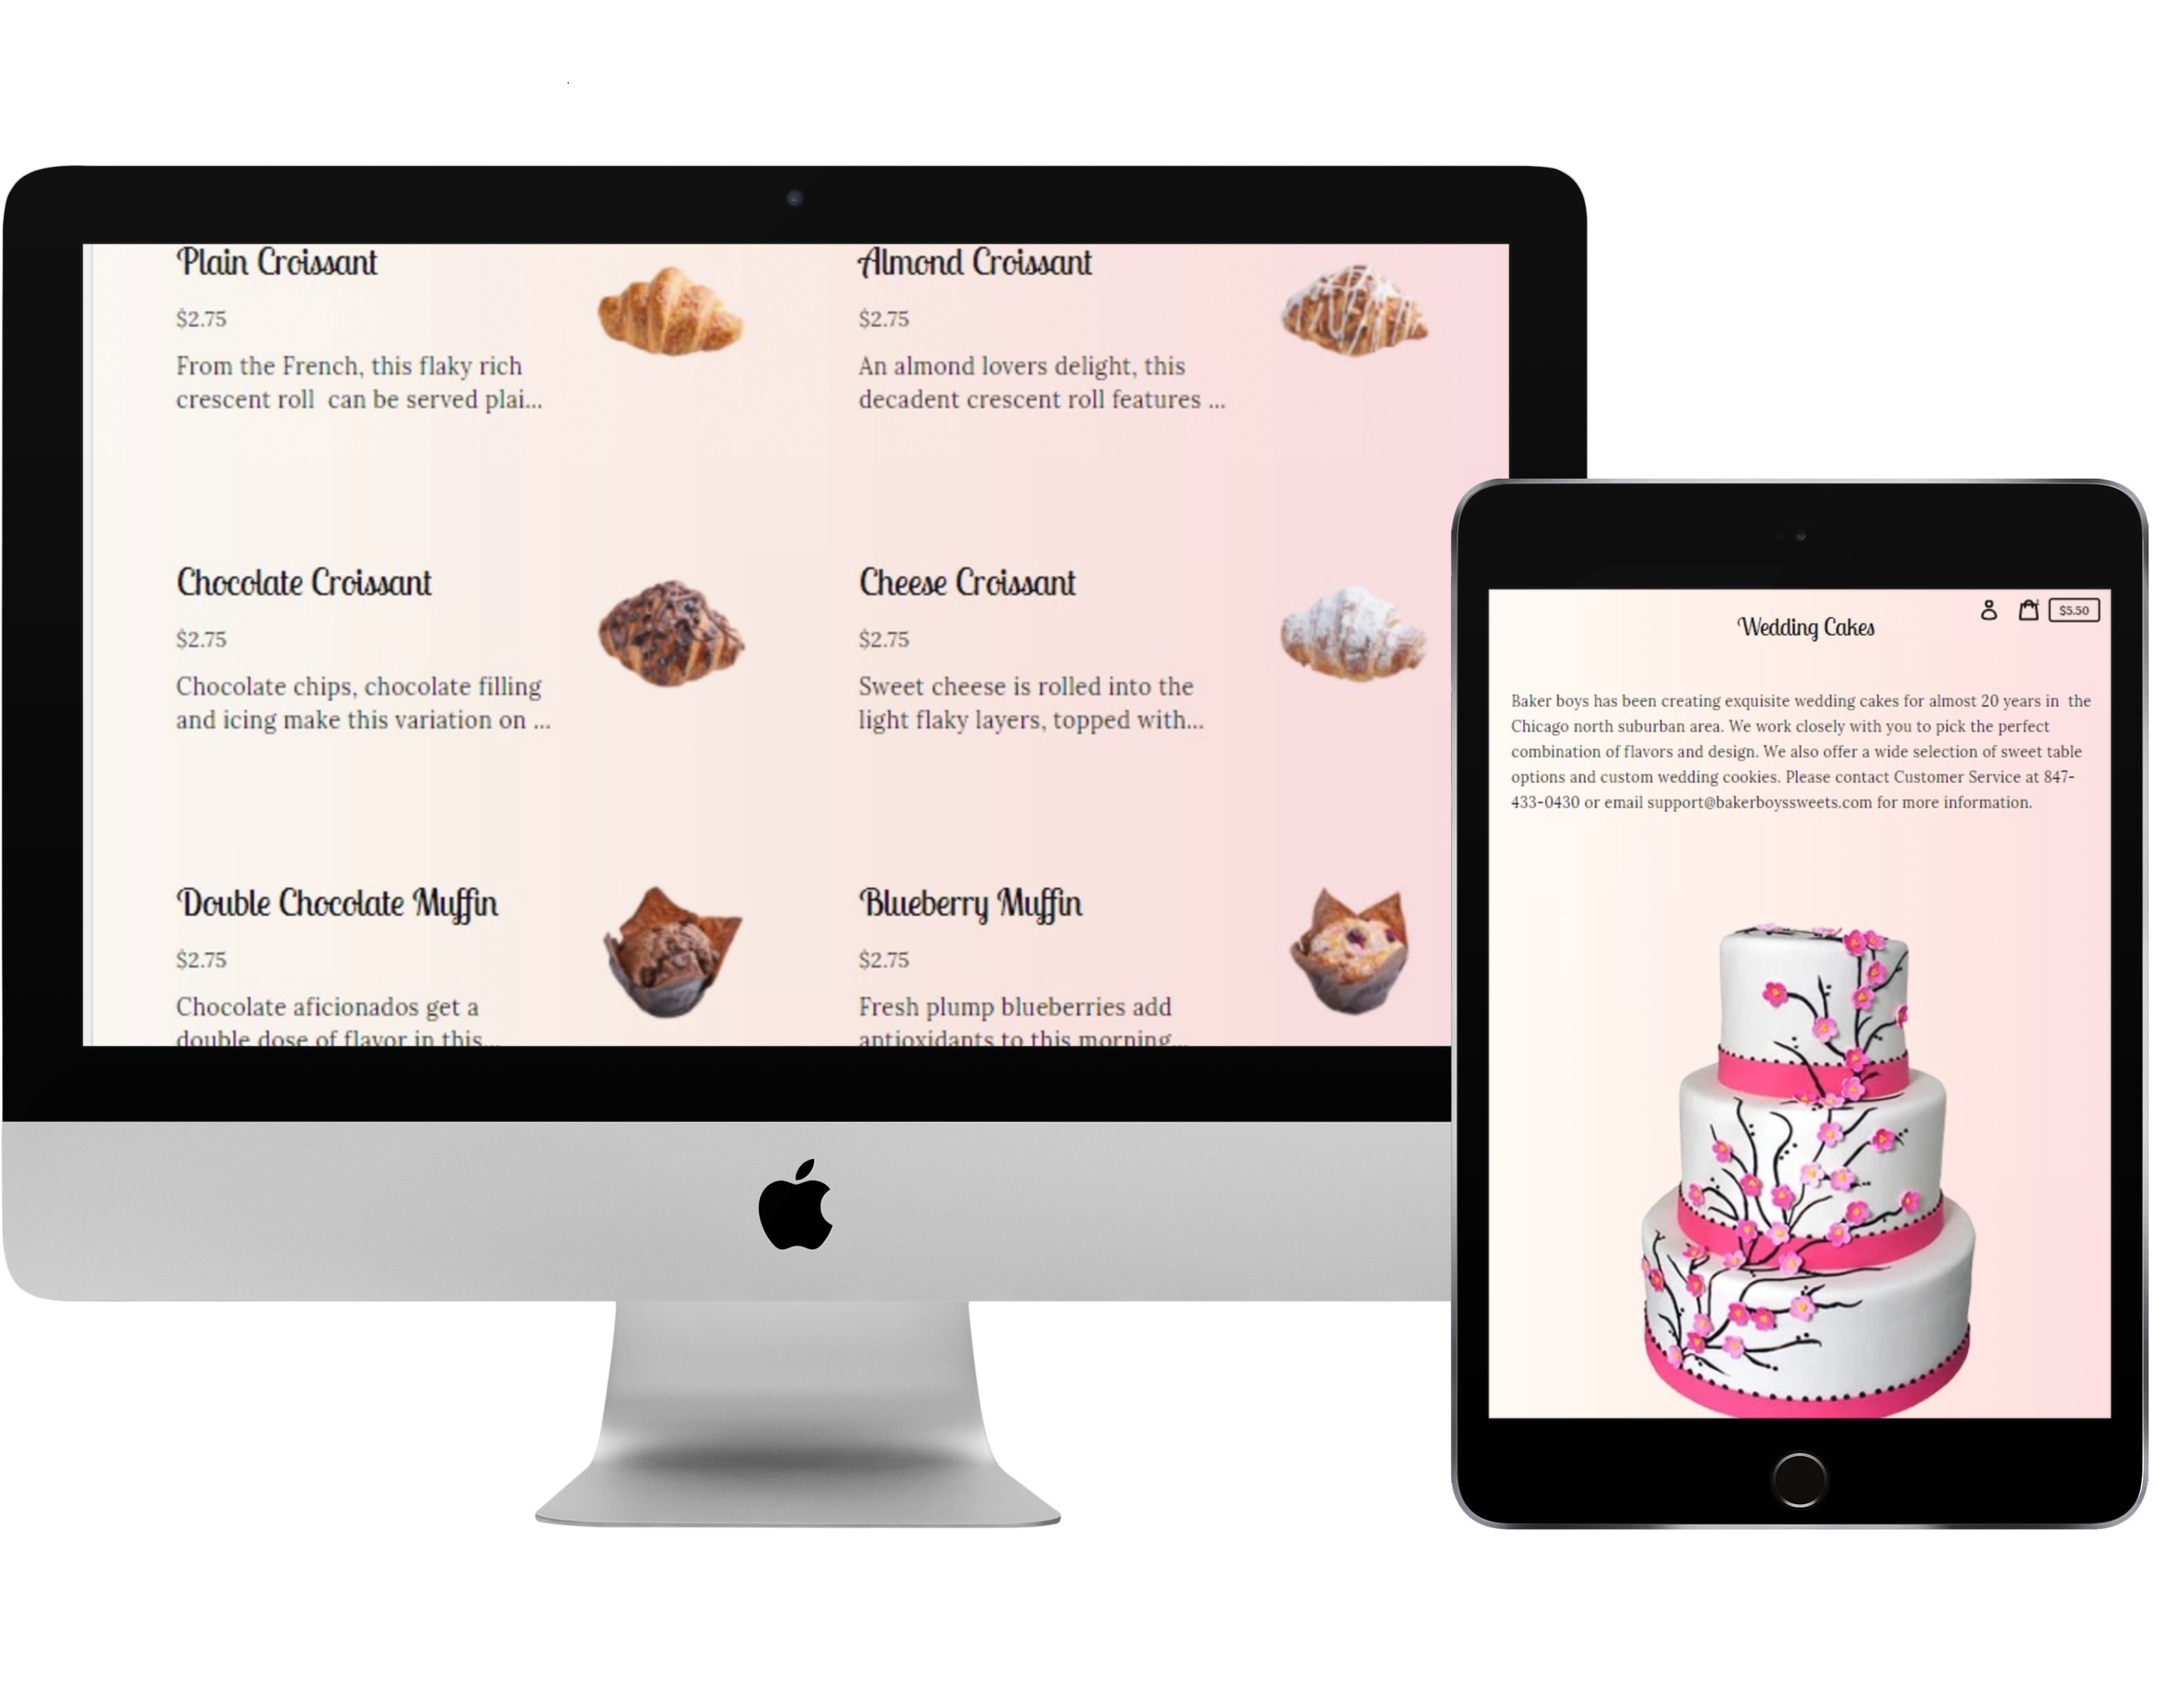 Plain Croissant
$2.75
From the French, this flaky rich
crescent roll  can be served plai...
Almond Croissant
$2.75
An almond lovers delight, this
decadent crescent roll features ...
Chocolate Croissant
$2.75
Chocolate chips, chocolate filling
and icing make this variation on ...
Cheese Croissant
$2.75
Sweet cheese is rolled into the
light flaky layers, topped with...
Double Chocolate Muffin
$2.75
Chocolate aficionados get a
double dose of flavor in this...
Blueberry Muffin
$2.75
Fresh plump blueberries add
antioxidants to this morning...
$5.50
Wedding Cakes
Baker boys has been creating exquisite wedding cakes for almost 20 years in  the
Chicago north suburban area. We work closely with you to pick the perfect
combination of flavors and design. We also offer a wide selection of sweet table
options and custom wedding cookies. Please contact Customer Service at 847-
433-0430 or email support@bakerboyssweets.com for more information.